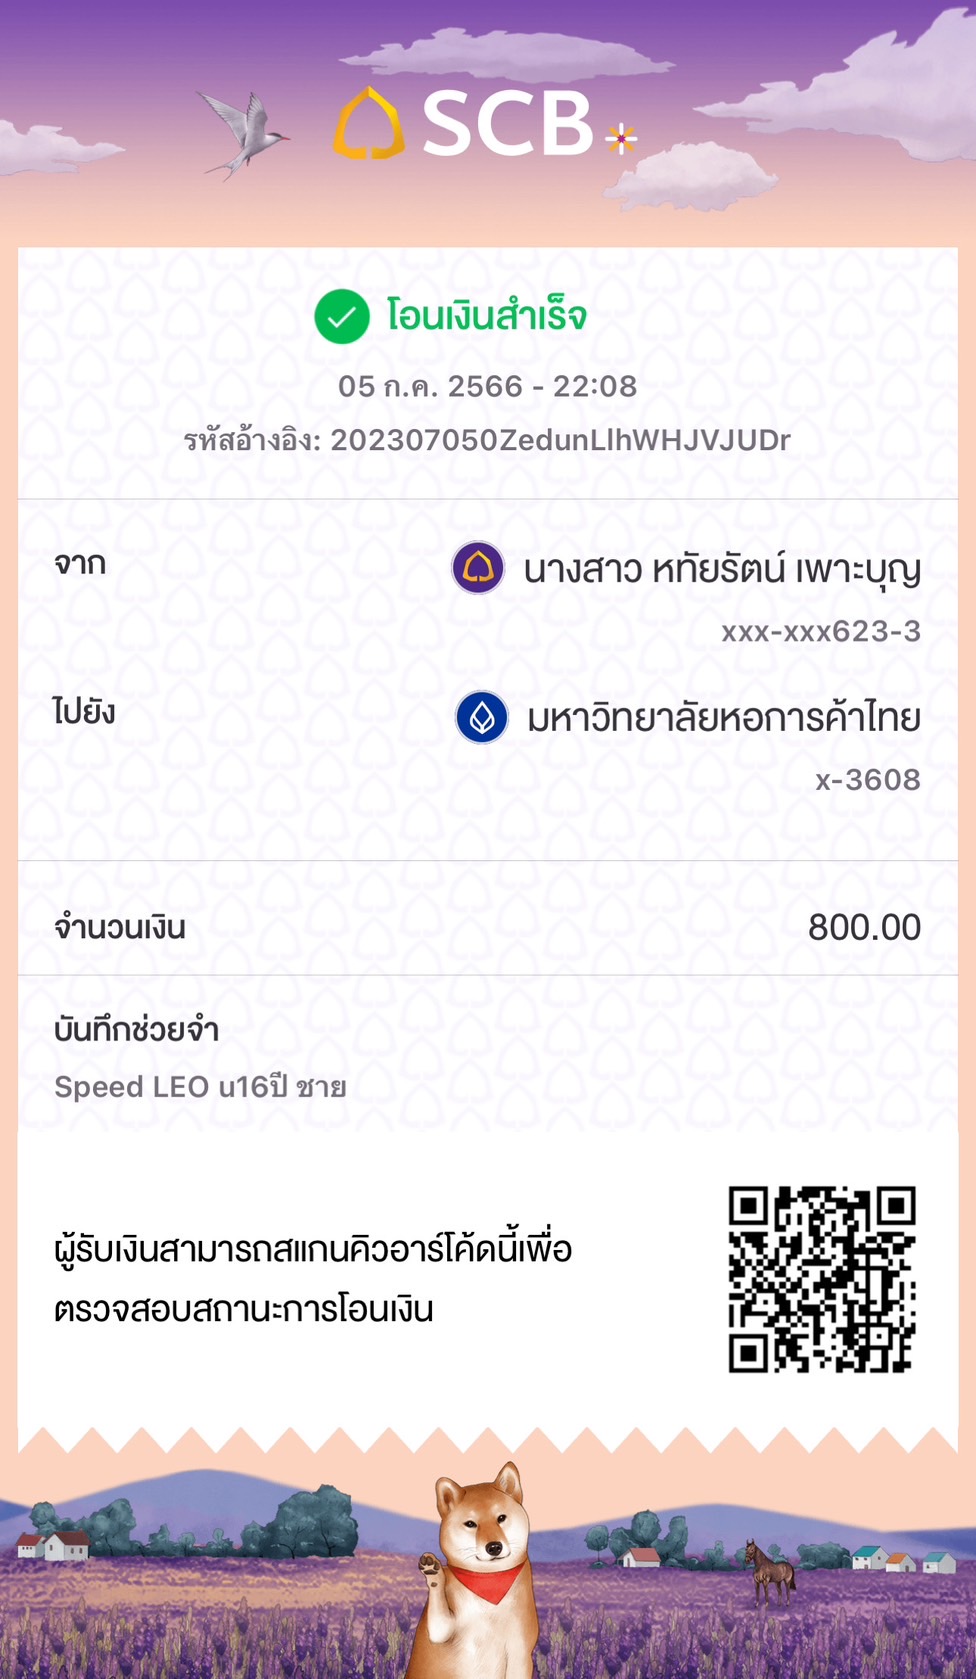 SCB
โอนเงินสำเร็จ
05 ก.ค. 2566 - 22:08
รหัสอ้างอิง: 202307050ZedunLlhWHJVJUDr
จาก
นางสาว หทัยรัตน์ เพาะบุญ
xxx-xxx623-3
ไปยัง
มหาวิทยาลัยหอการค้าไทย
x-3608
จำนวนเงิน
800.00
บันทึกช่วยจำ
Speed LEO u16ปี ชาย
ผู้รับเงินสามารถสแกนคิวอาร์โค้ดนี้เพื่อ
ตรวจสอบสถานะการโอนเงิน